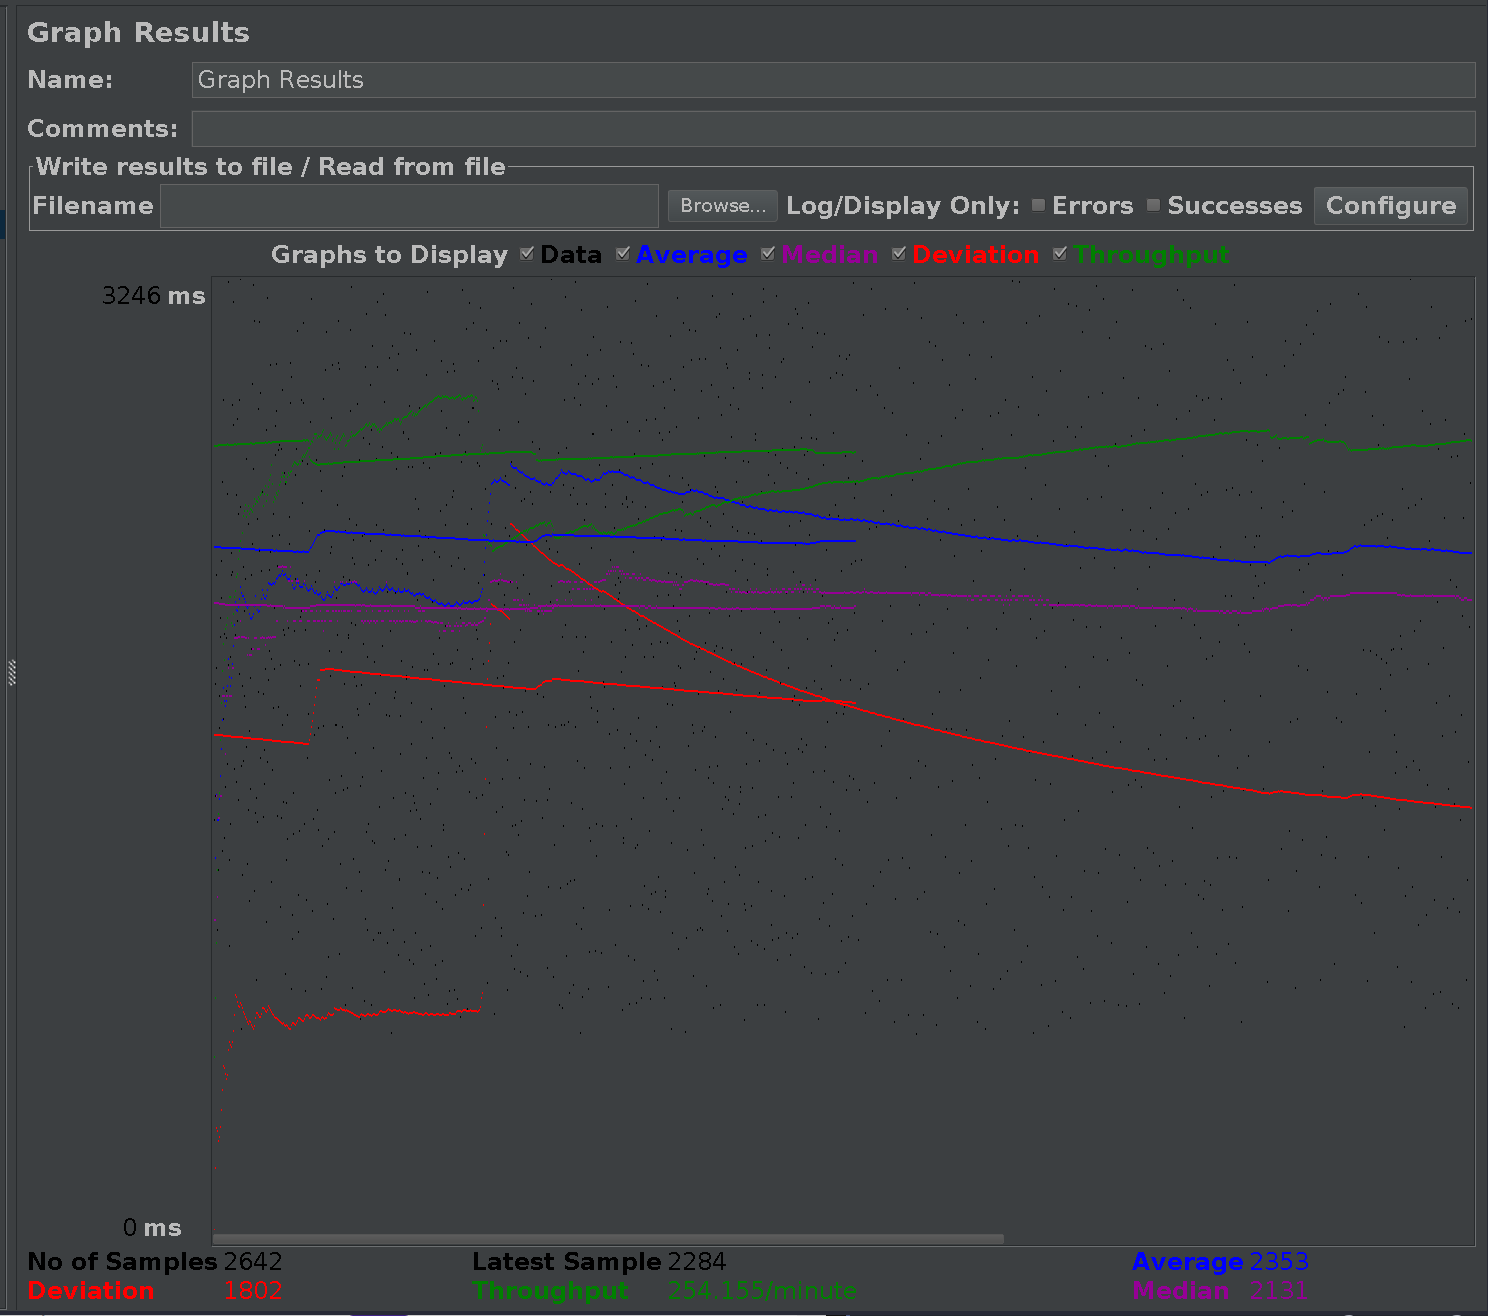 Graph Results
Name: Graph Results
Comments:
Write results to file / Read from file
Filename Browse... Log/Display Only: Errors Successes Configure
Graphs to Display Data Average Median Deviation Throughput
3246 ms
0 ms
No of Samples 2642 Latest Sample 2284 Average 2353
Deviation 1802 Throughput 254.155/minute Median 2131